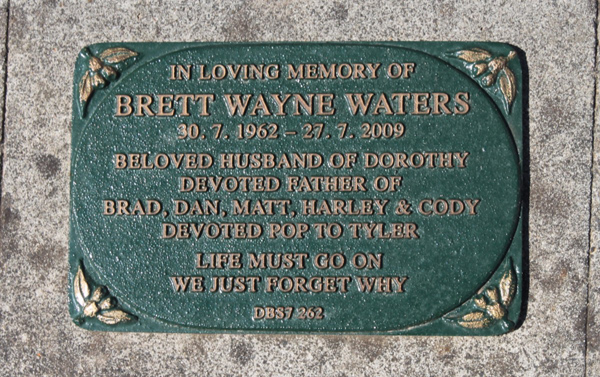 IN LOVING MEMORY OF
BRETT WAYNE WATERS
30. 7. 1962 – 27. 7. 2009
BELOVED HUSBAND OF DOROTHY
DEVOTED FATHER OF
BRAD, DAN, MATT, HARLEY & CODY
DEVOTED POP TO TYLER
LIFE MUST GO ON
WE JUST FORGET WHY
DBS7 262